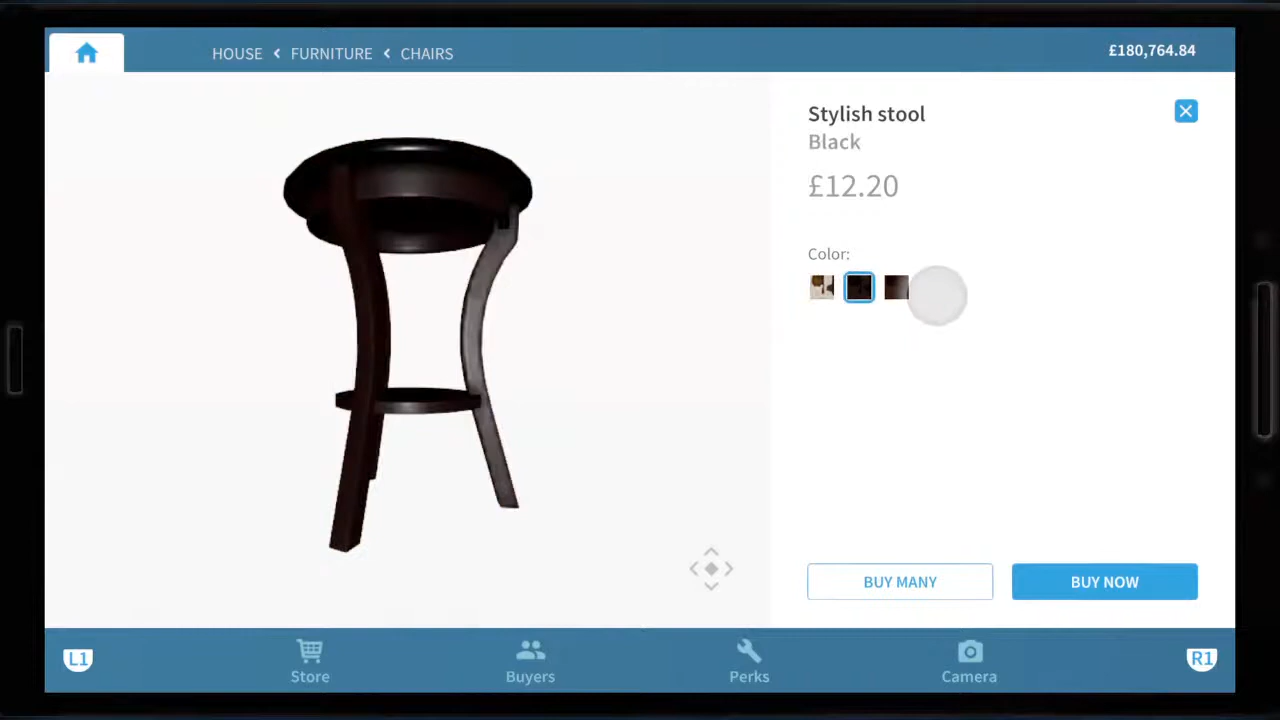 HOUSE < FURNITURE < CHAIRS
£180,764.84
Stylish stool
Black
£12.20
Color:
BUY MANY
BUY NOW
L1
Store
Buyers
Perks
Camera
R1